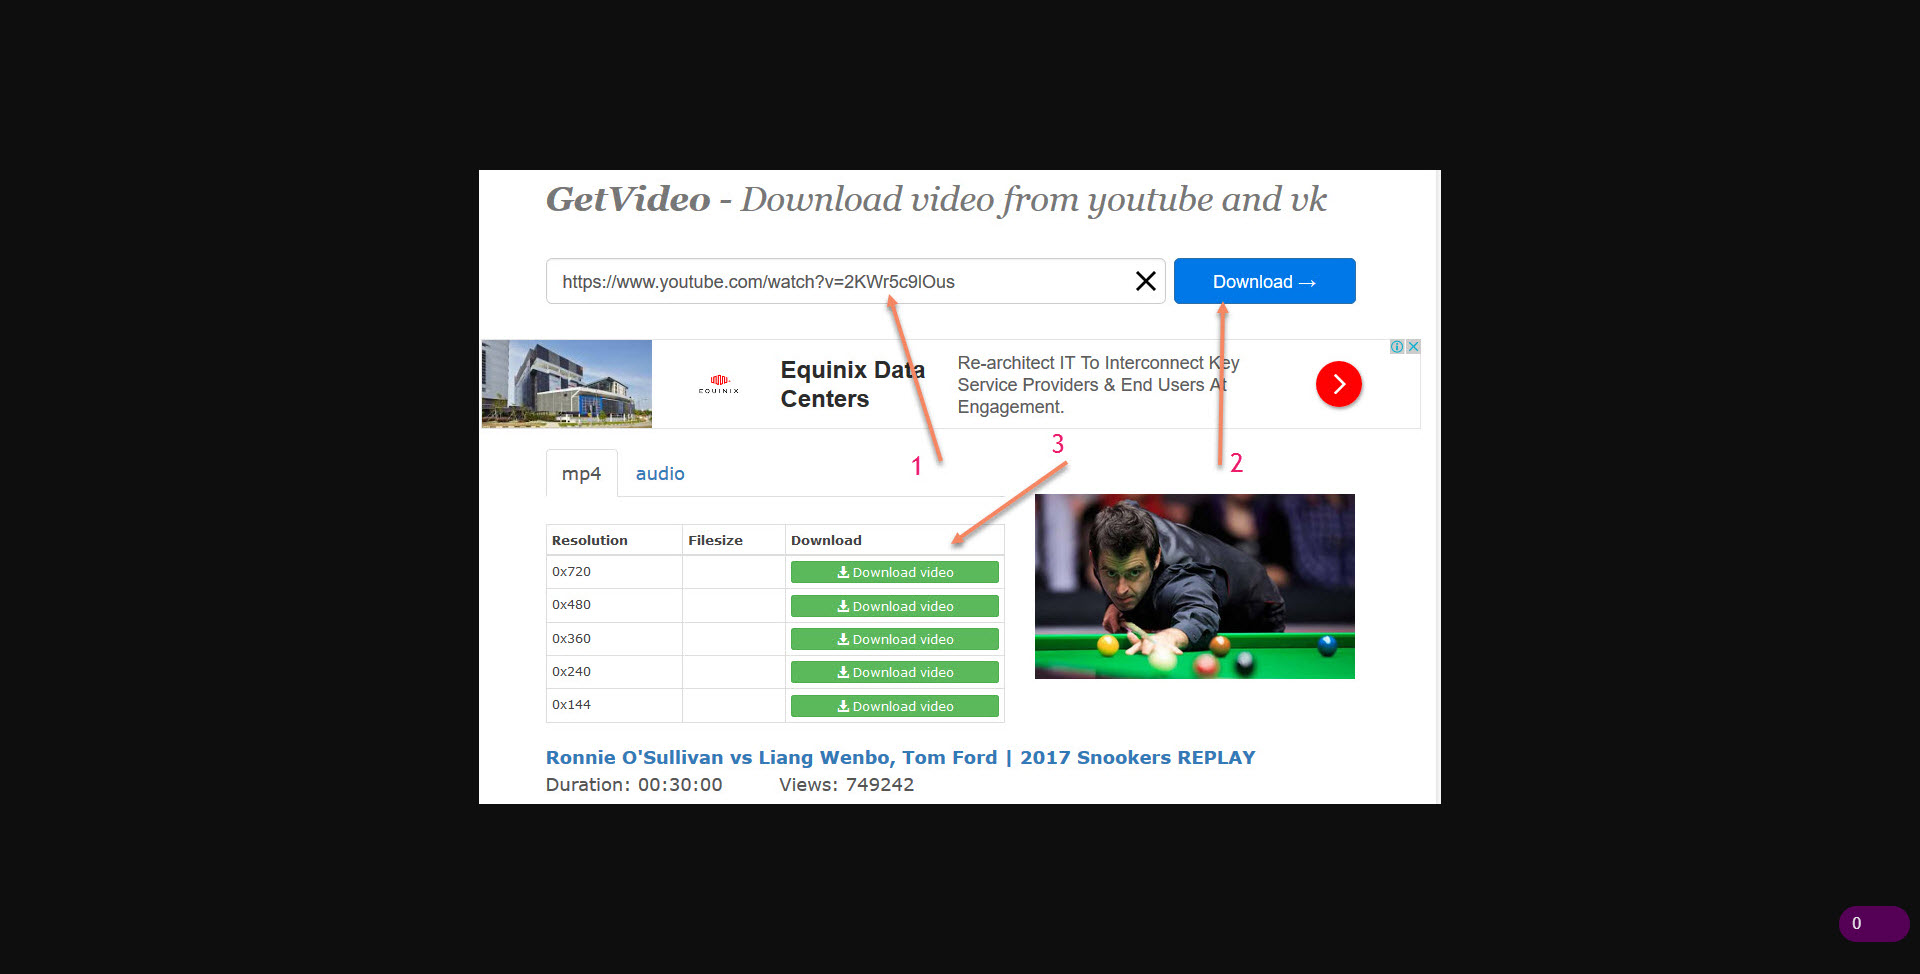 GetVideo - Download video from youtube and vk
https://www.youtube.com/watch?v=2KWr5c9lOus
Download →
EQUINIX
Equinix Data
Centers
Re-architect IT To Interconnect Key
Service Providers & End Users At
Engagement.
1
3
2
mp4
audio
Resolution Filesize Download
0x720 Download video
0x480 Download video
0x360 Download video
0x240 Download video
0x144 Download video
Ronnie O'Sullivan vs Liang Wenbo, Tom Ford | 2017 Snookers REPLAY
Duration: 00:30:00 Views: 749242
0